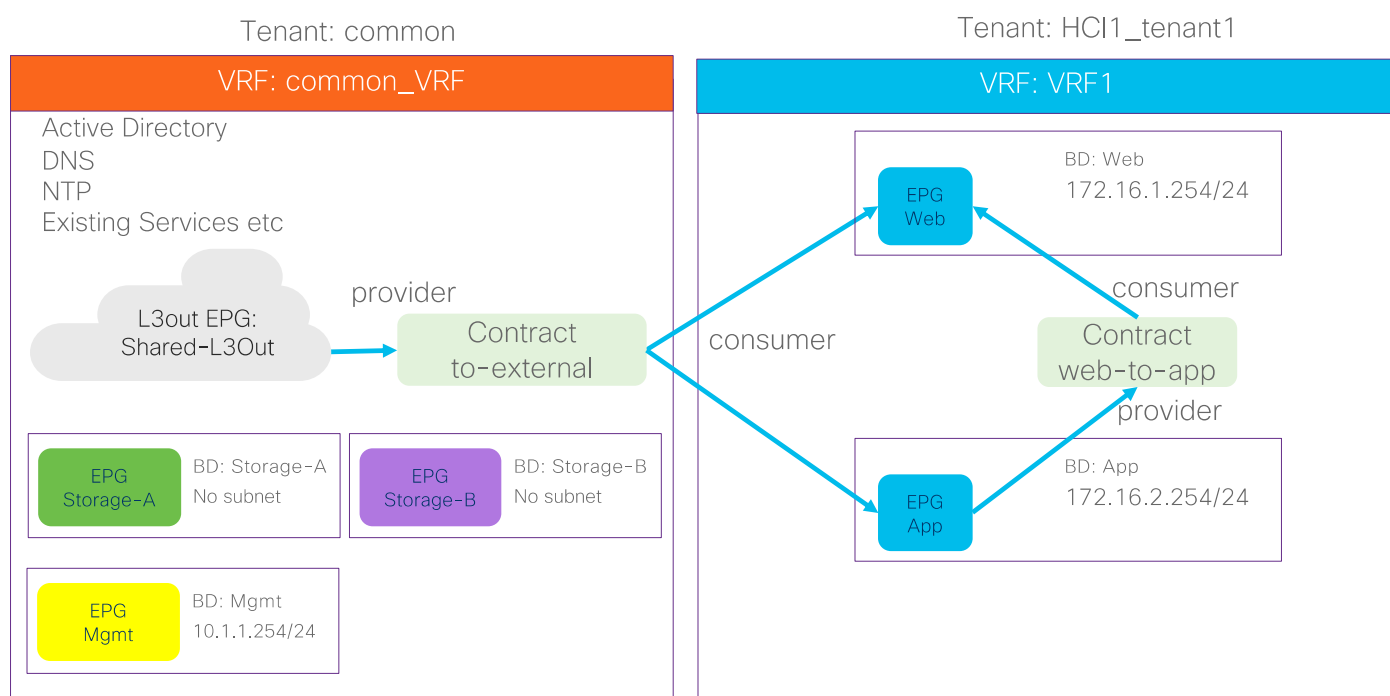 Tenant: common
VRF: common_VRF
Active Directory
DNS
NTP
Existing Services etc
L3out EPG:
Shared-L3Out
provider
Contract
to-external
consumer
EPG
Storage-A
BD: Storage-A
No subnet
EPG
Storage-B
BD: Storage-B
No subnet
EPG
Mgmt
BD: Mgmt
10.1.1.254/24
Tenant: HCI1_tenant1
VRF: VRF1
EPG
Web
BD: Web
172.16.1.254/24
consumer
Contract
web-to-app
provider
EPG
App
BD: App
172.16.2.254/24